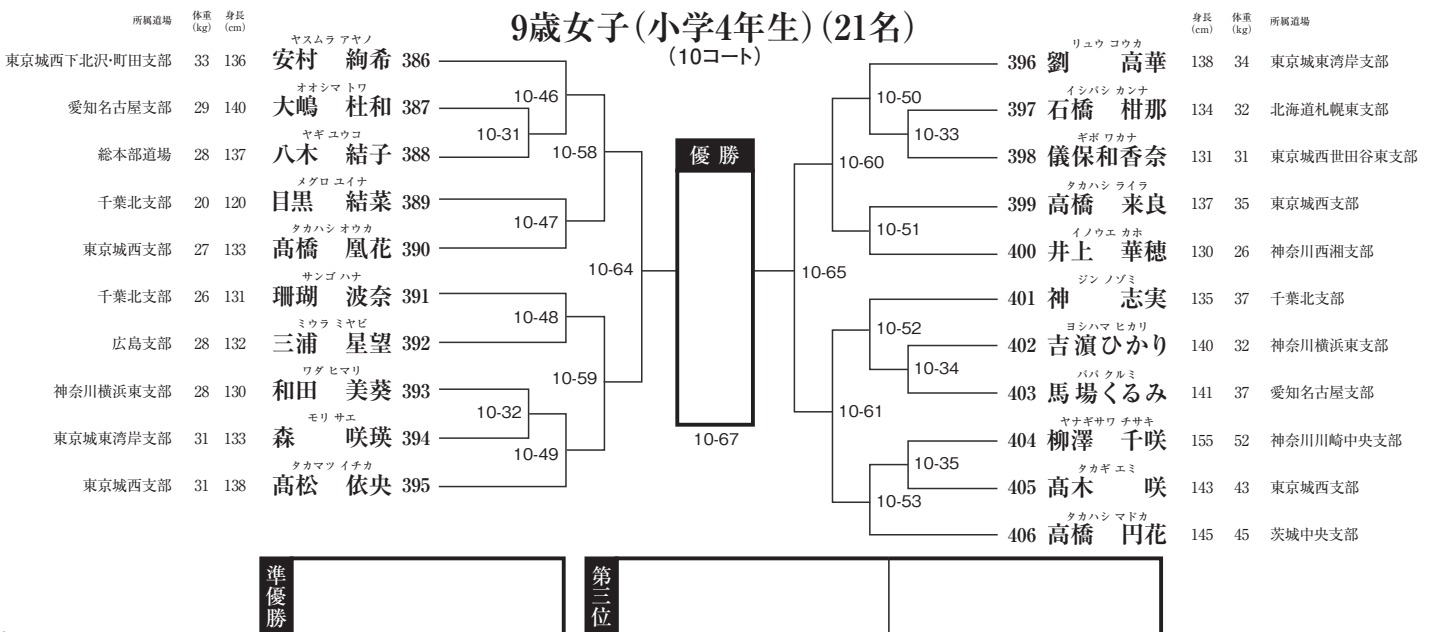 9歳女子(小学4年生)(21名)
(10コート)
所属道場 体重(kg) 身長(cm)
ヤスムラ アヤノ
東京城西下北沢・町田支部 33 136 安村 絢希 386
オオシマ トワ
愛知名古屋支部 29 140 大嶋 杜和 387
ヤギ ユウコ
総本部道場 28 137 八木 結子 388
メグロ ユイナ
千葉北支部 20 120 目黒 結菜 389
タカハシ オウカ
東京城西支部 27 133 髙橋 凰花 390
サンゴ ハナ
千葉北支部 26 131 珊瑚 波奈 391
ミウラ ミヤビ
広島支部 28 132 三浦 星望 392
ワダ ヒマリ
神奈川横浜東支部 28 130 和田 美葵 393
モリ サエ
東京城東湾岸支部 31 133 森 咲瑛 394
タカマツ イチカ
東京城西支部 31 138 髙松 依央 395
10-46
10-31
10-58
10-47
10-64
10-48
10-59
10-32
10-49
優勝
10-67
10-50
10-33
10-60
10-51
10-65
10-52
10-34
10-61
10-35
10-53
身長(cm) 体重(kg) 所属道場
リュウ コウカ
396 劉 高華 138 34 東京城東湾岸支部
イシバシ カンナ
397 石橋 柑那 134 32 北海道札幌東支部
ギボ ワカナ
398 儀保和香奈 131 31 東京城西世田谷東支部
タカハシ ライラ
399 高橋 来良 137 35 東京城西支部
イノウエ カホ
400 井上 華穂 130 26 神奈川西湘支部
ジン ノゾミ
401 神 志実 135 37 千葉北支部
ヨシハマ ヒカリ
402 吉濵ひかり 140 32 神奈川横浜東支部
ババ クルミ
403 馬場くるみ 141 37 愛知名古屋支部
ヤナギサワ チサキ
404 柳澤 千咲 155 52 神奈川川崎中央支部
タカギ エミ
405 髙木 咲 143 43 東京城西支部
タカハシ マドカ
406 高橋 円花 145 45 茨城中央支部
準優勝
第三位